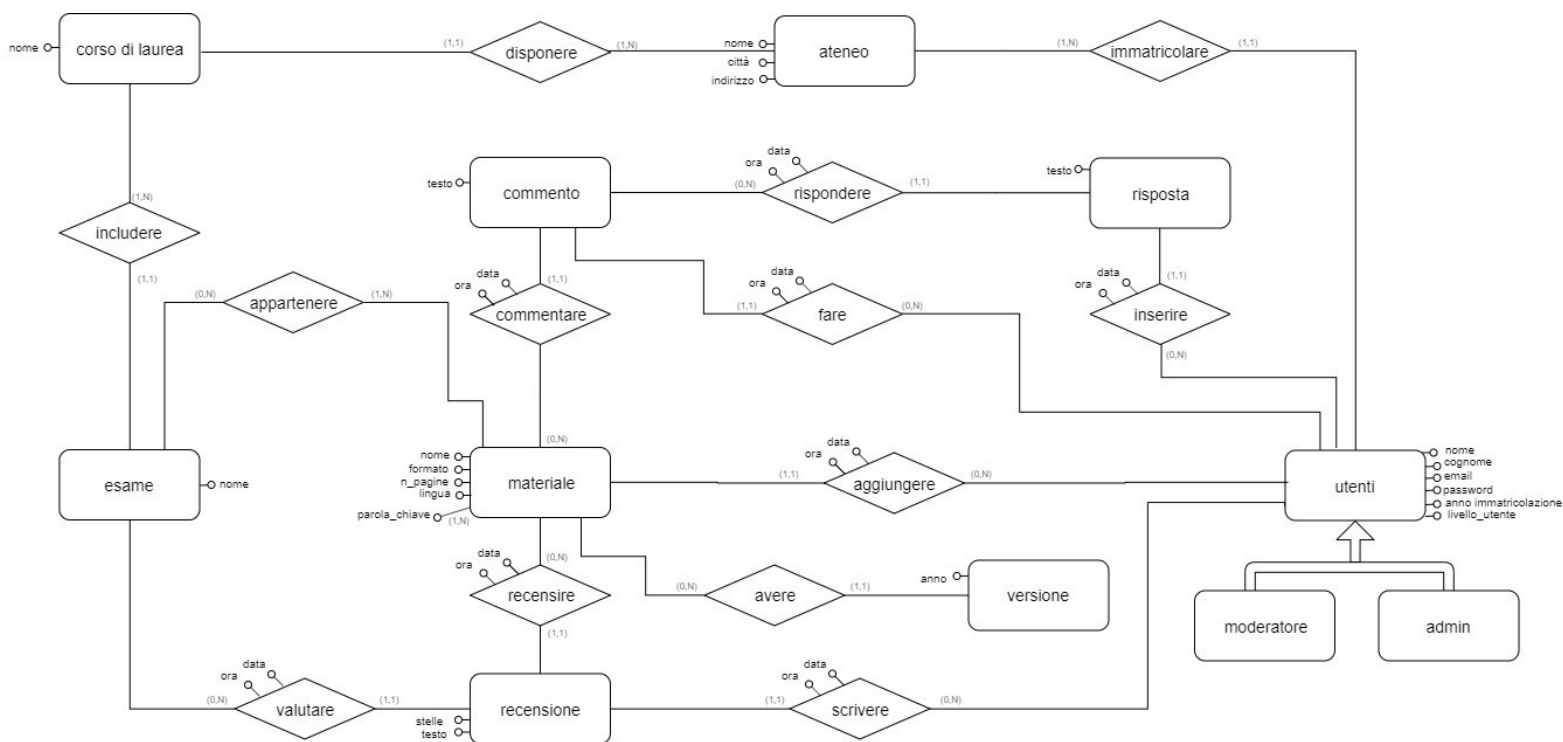 nome
corso di laurea
(1,1)
disponere
(1,N)
nome
città
indirizzo
ateneo
(1,N)
immatricolare
(1,1)
(1,N)
includere
(1,1)
testo
commento
(0,N)
ora
data
rispondere
(1,1)
testo
risposta
(0,N)
appartenere
(1,N)
ora
data
(1,1)
commentare
(0,N)
(1,1)
ora
data
fare
(0,N)
ora
data
(1,1)
inserire
(0,N)
esame
nome
nome
formato
n_pagine
lingua
parola_chiave
(1,N)
materiale
(1,1)
ora
data
aggiungere
(0,N)
utenti
nome
cognome
email
password
anno immatricolazione
livello_utente
ora
data
(0,N)
recensire
(1,1)
(0,N)
avere
(1,1)
anno
versione
moderatore
admin
(0,N)
ora
data
valutare
(1,1)
stelle
testo
recensione
(1,1)
ora
data
scrivere
(0,N)